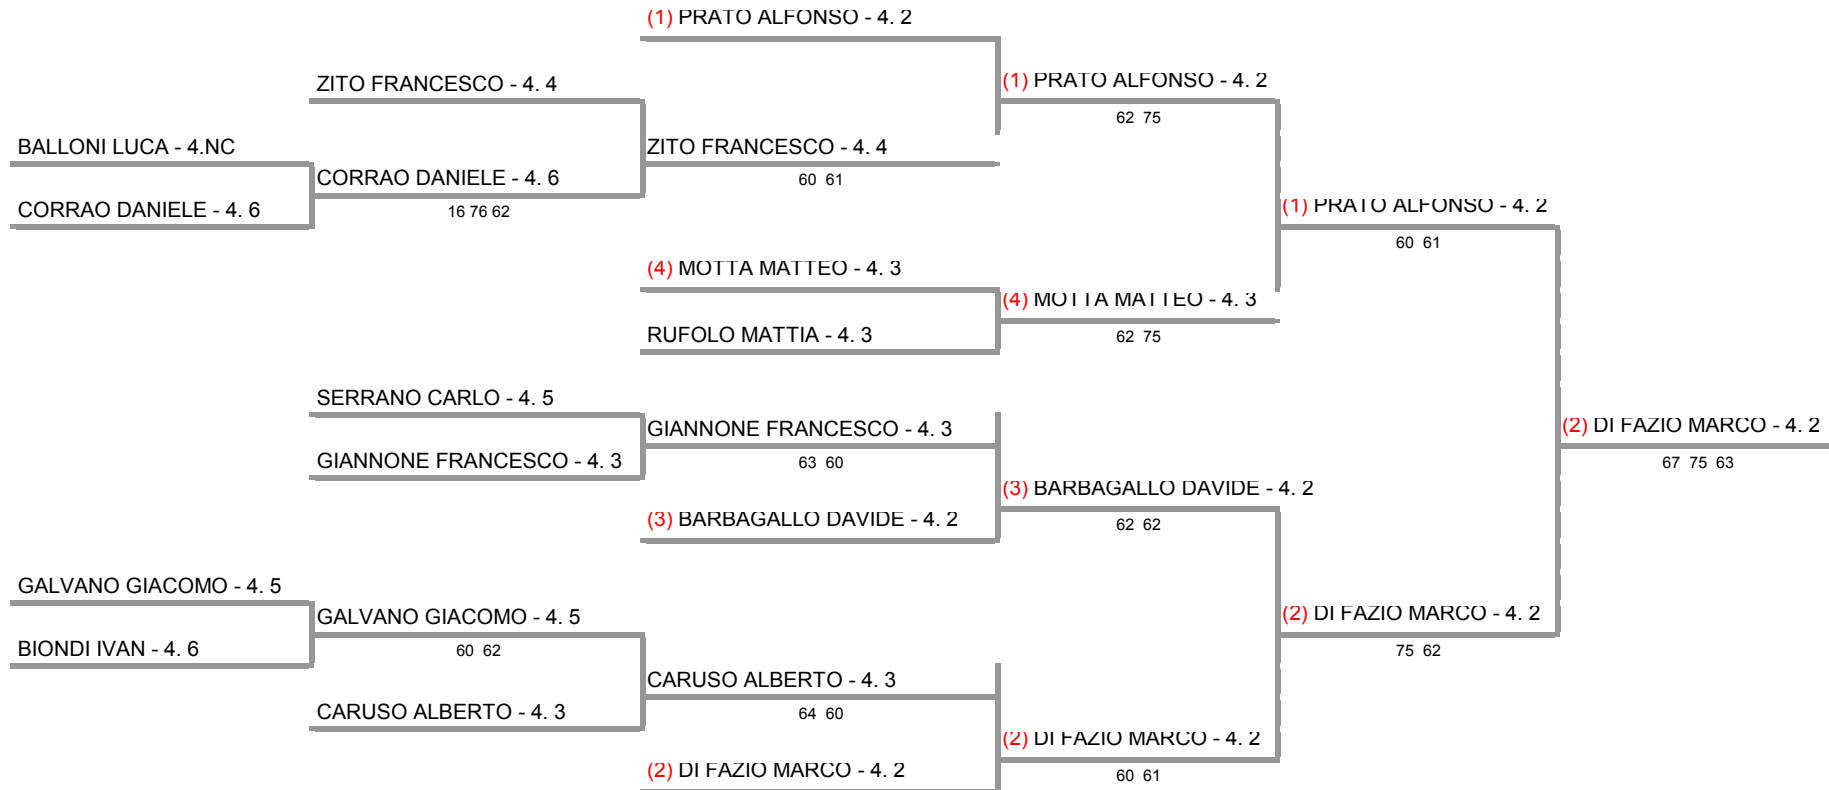 (1) PRATO ALFONSO - 4. 2
ZITO FRANCESCO - 4. 4
(1) PRATO ALFONSO - 4. 2
62 75
BALLONI LUCA - 4.NC
ZITO FRANCESCO - 4. 4
CORRAO DANIELE - 4. 6
60 61
CORRAO DANIELE - 4. 6
16 76 62
(1) PRATO ALFONSO - 4. 2
60 61
(4) MOTTA MATTEO - 4. 3
(4) MOTTA MATTEO - 4. 3
RUFOLO MATTIA - 4. 3
62 75
SERRANO CARLO - 4. 5
GIANNONE FRANCESCO - 4. 3
(2) DI FAZIO MARCO - 4. 2
GIANNONE FRANCESCO - 4. 3
63 60
67 75 63
(3) BARBAGALLO DAVIDE - 4. 2
(3) BARBAGALLO DAVIDE - 4. 2
62 62
GALVANO GIACOMO - 4. 5
GALVANO GIACOMO - 4. 5
(2) DI FAZIO MARCO - 4. 2
BIONDI IVAN - 4. 6
60 62
75 62
CARUSO ALBERTO - 4. 3
CARUSO ALBERTO - 4. 3
64 60
(2) DI FAZIO MARCO - 4. 2
(2) DI FAZIO MARCO - 4. 2
60 61